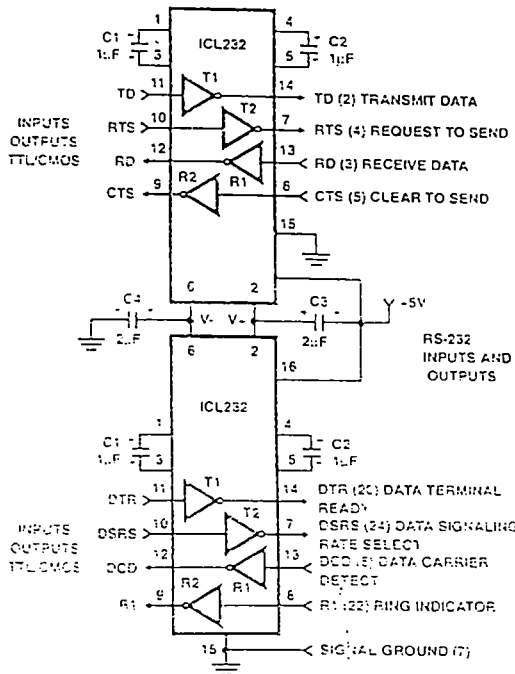 1 4
C1 ICL232 C2
1µF 1µF
3 5
T1
11 14
TD TD (2) TRANSMIT DATA
T2
10 7
INPUTS RTS RTS (4) REQUEST TO SEND
OUTPUTS 12 13
TTL/CMOS RD RD (3) RECEIVE DATA
R2 R1
9 8
CTS CTS (5) CLEAR TO SEND
15
6 2
C4 C3
V- V+
2µF 2µF
-5V
6 2
16
RS-232
INPUTS AND
OUTPUTS
ICL232
1 4
C1 C2
1µF 1µF
3 5
T1
11 14
DTR DTR (20) DATA TERMINAL
READY
T2
10 7
INPUTS DSRS DSRS (24) DATA SIGNALING
RATE SELECT
OUTPUTS 12 13
TTL/CMOS DCD DCD (8) DATA CARRIER
DETECT
R2 R1
9 8
R1 R1 (22) RING INDICATOR
15
SIGNAL GROUND (7)